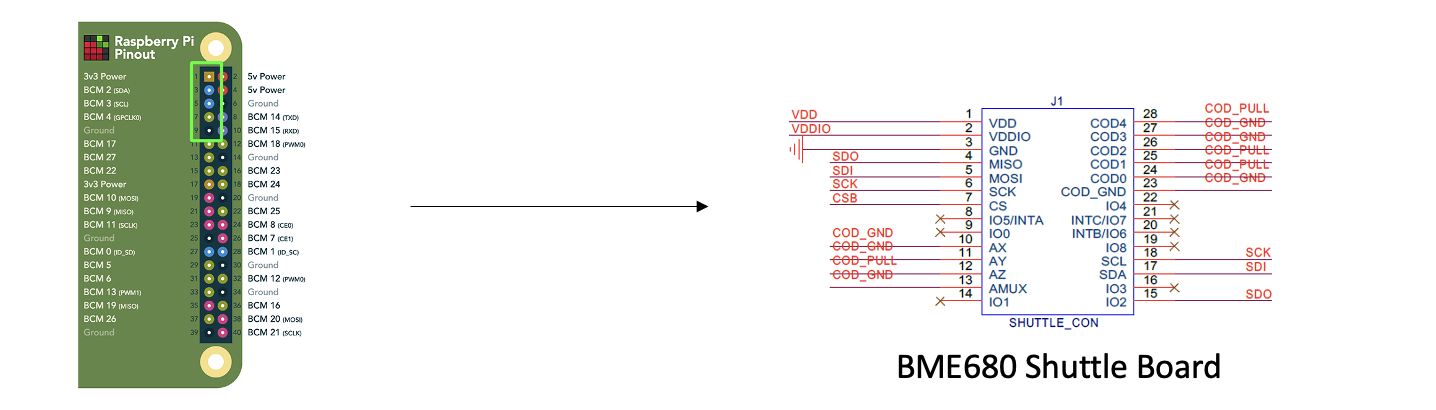 Raspberry Pi
Pinout
3v3 Power 1 2 5v Power
BCM 2 (SDA) 3 4 5v Power
BCM 3 (SCL) 5 6 Ground
BCM 4 (GPCLK0) 7 8 BCM 14 (TXD)
Ground 9 10 BCM 15 (RXD)
BCM 17 11 12 BCM 18 (PWM0)
BCM 27 13 14 Ground
BCM 22 15 16 BCM 23
3v3 Power 17 18 BCM 24
BCM 10 (MOSI) 19 20 Ground
BCM 9 (MISO) 21 22 BCM 25
BCM 11 (SCLK) 23 24 BCM 8 (CE0)
Ground 25 26 BCM 7 (CE1)
BCM 0 (ID_SD) 27 28 BCM 1 (ID_SC)
BCM 5 29 30 Ground
BCM 6 31 32 BCM 12 (PWM0)
BCM 13 (PWM1) 33 34 Ground
BCM 19 (MISO) 35 36 BCM 16
BCM 26 37 38 BCM 20 (MOSI)
Ground 39 40 BCM 21 (SCLK)
J1
VDD 1 VDD COD4 28 COD_PULL
VDDIO 2 VDDIO COD3 27 COD_GND
3 GND COD2 26 COD_GND
SDO 4 MISO COD1 25 COD_PULL
SDI 5 MOSI COD0 24 COD_PULL
SCK 6 SCK COD_GND 23 COD_GND
CSB 7 CS IO4 22
8 IO5/INTA INTC/IO7 21
9 IO0 INTB/IO6 20
COD_GND 10 AX IO8 19
COD_GND 11 AY SCL 18 SCK
COD_PULL 12 AZ SDA 17 SDI
COD_GND 13 AMUX IO3 16
14 IO1 IO2 15 SDO
SHUTTLE_CON
BME680 Shuttle Board